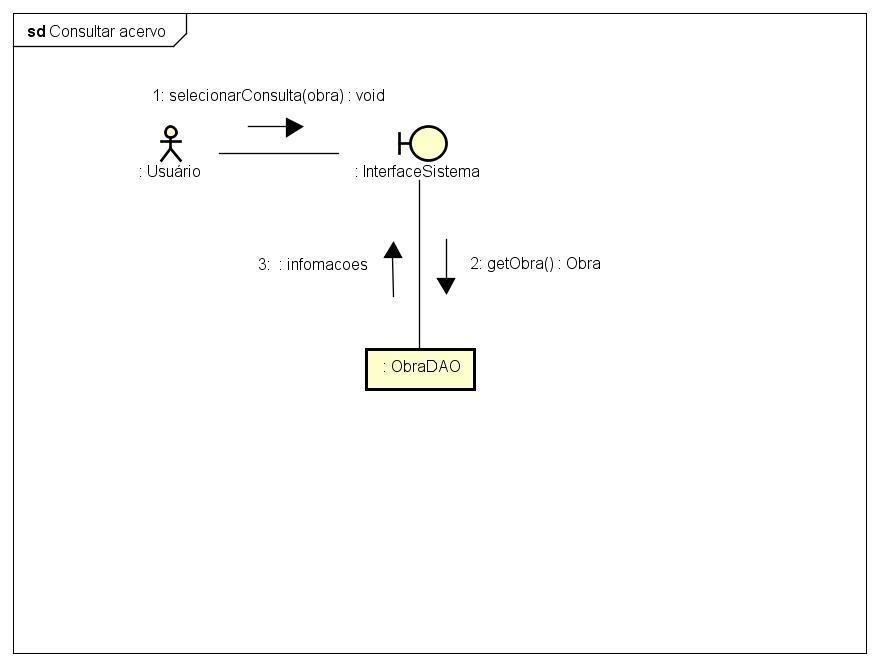 sd Consultar acervo
1: selecionarConsulta(obra) : void
: Usuário
: InterfaceSistema
3:  : infomacoes
2: getObra() : Obra
: ObraDAO